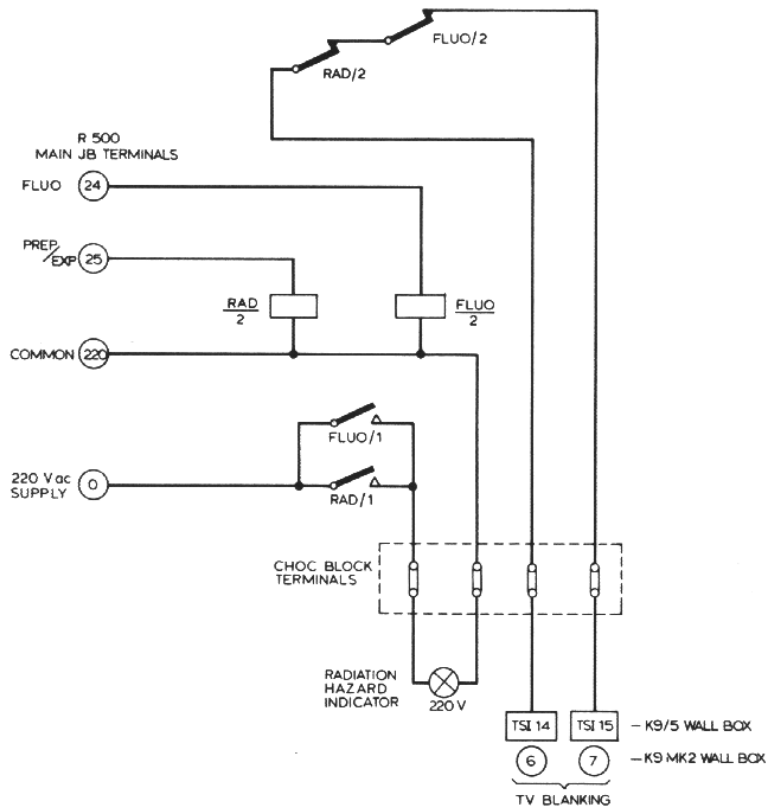 FLUO/2
RAD/2
R 500
MAIN JB TERMINALS
FLUO 24
PREP/EXP 25
RAD
2
FLUO
2
COMMON 220
FLUO/1
220 Vac
SUPPLY
0
RAD/1
CHOC BLOCK
TERMINALS
RADIATION
HAZARD
INDICATOR
220 V
TSI 14
TSI 15
– K9/5 WALL BOX
6
7
– K9 MK2 WALL BOX
TV BLANKING